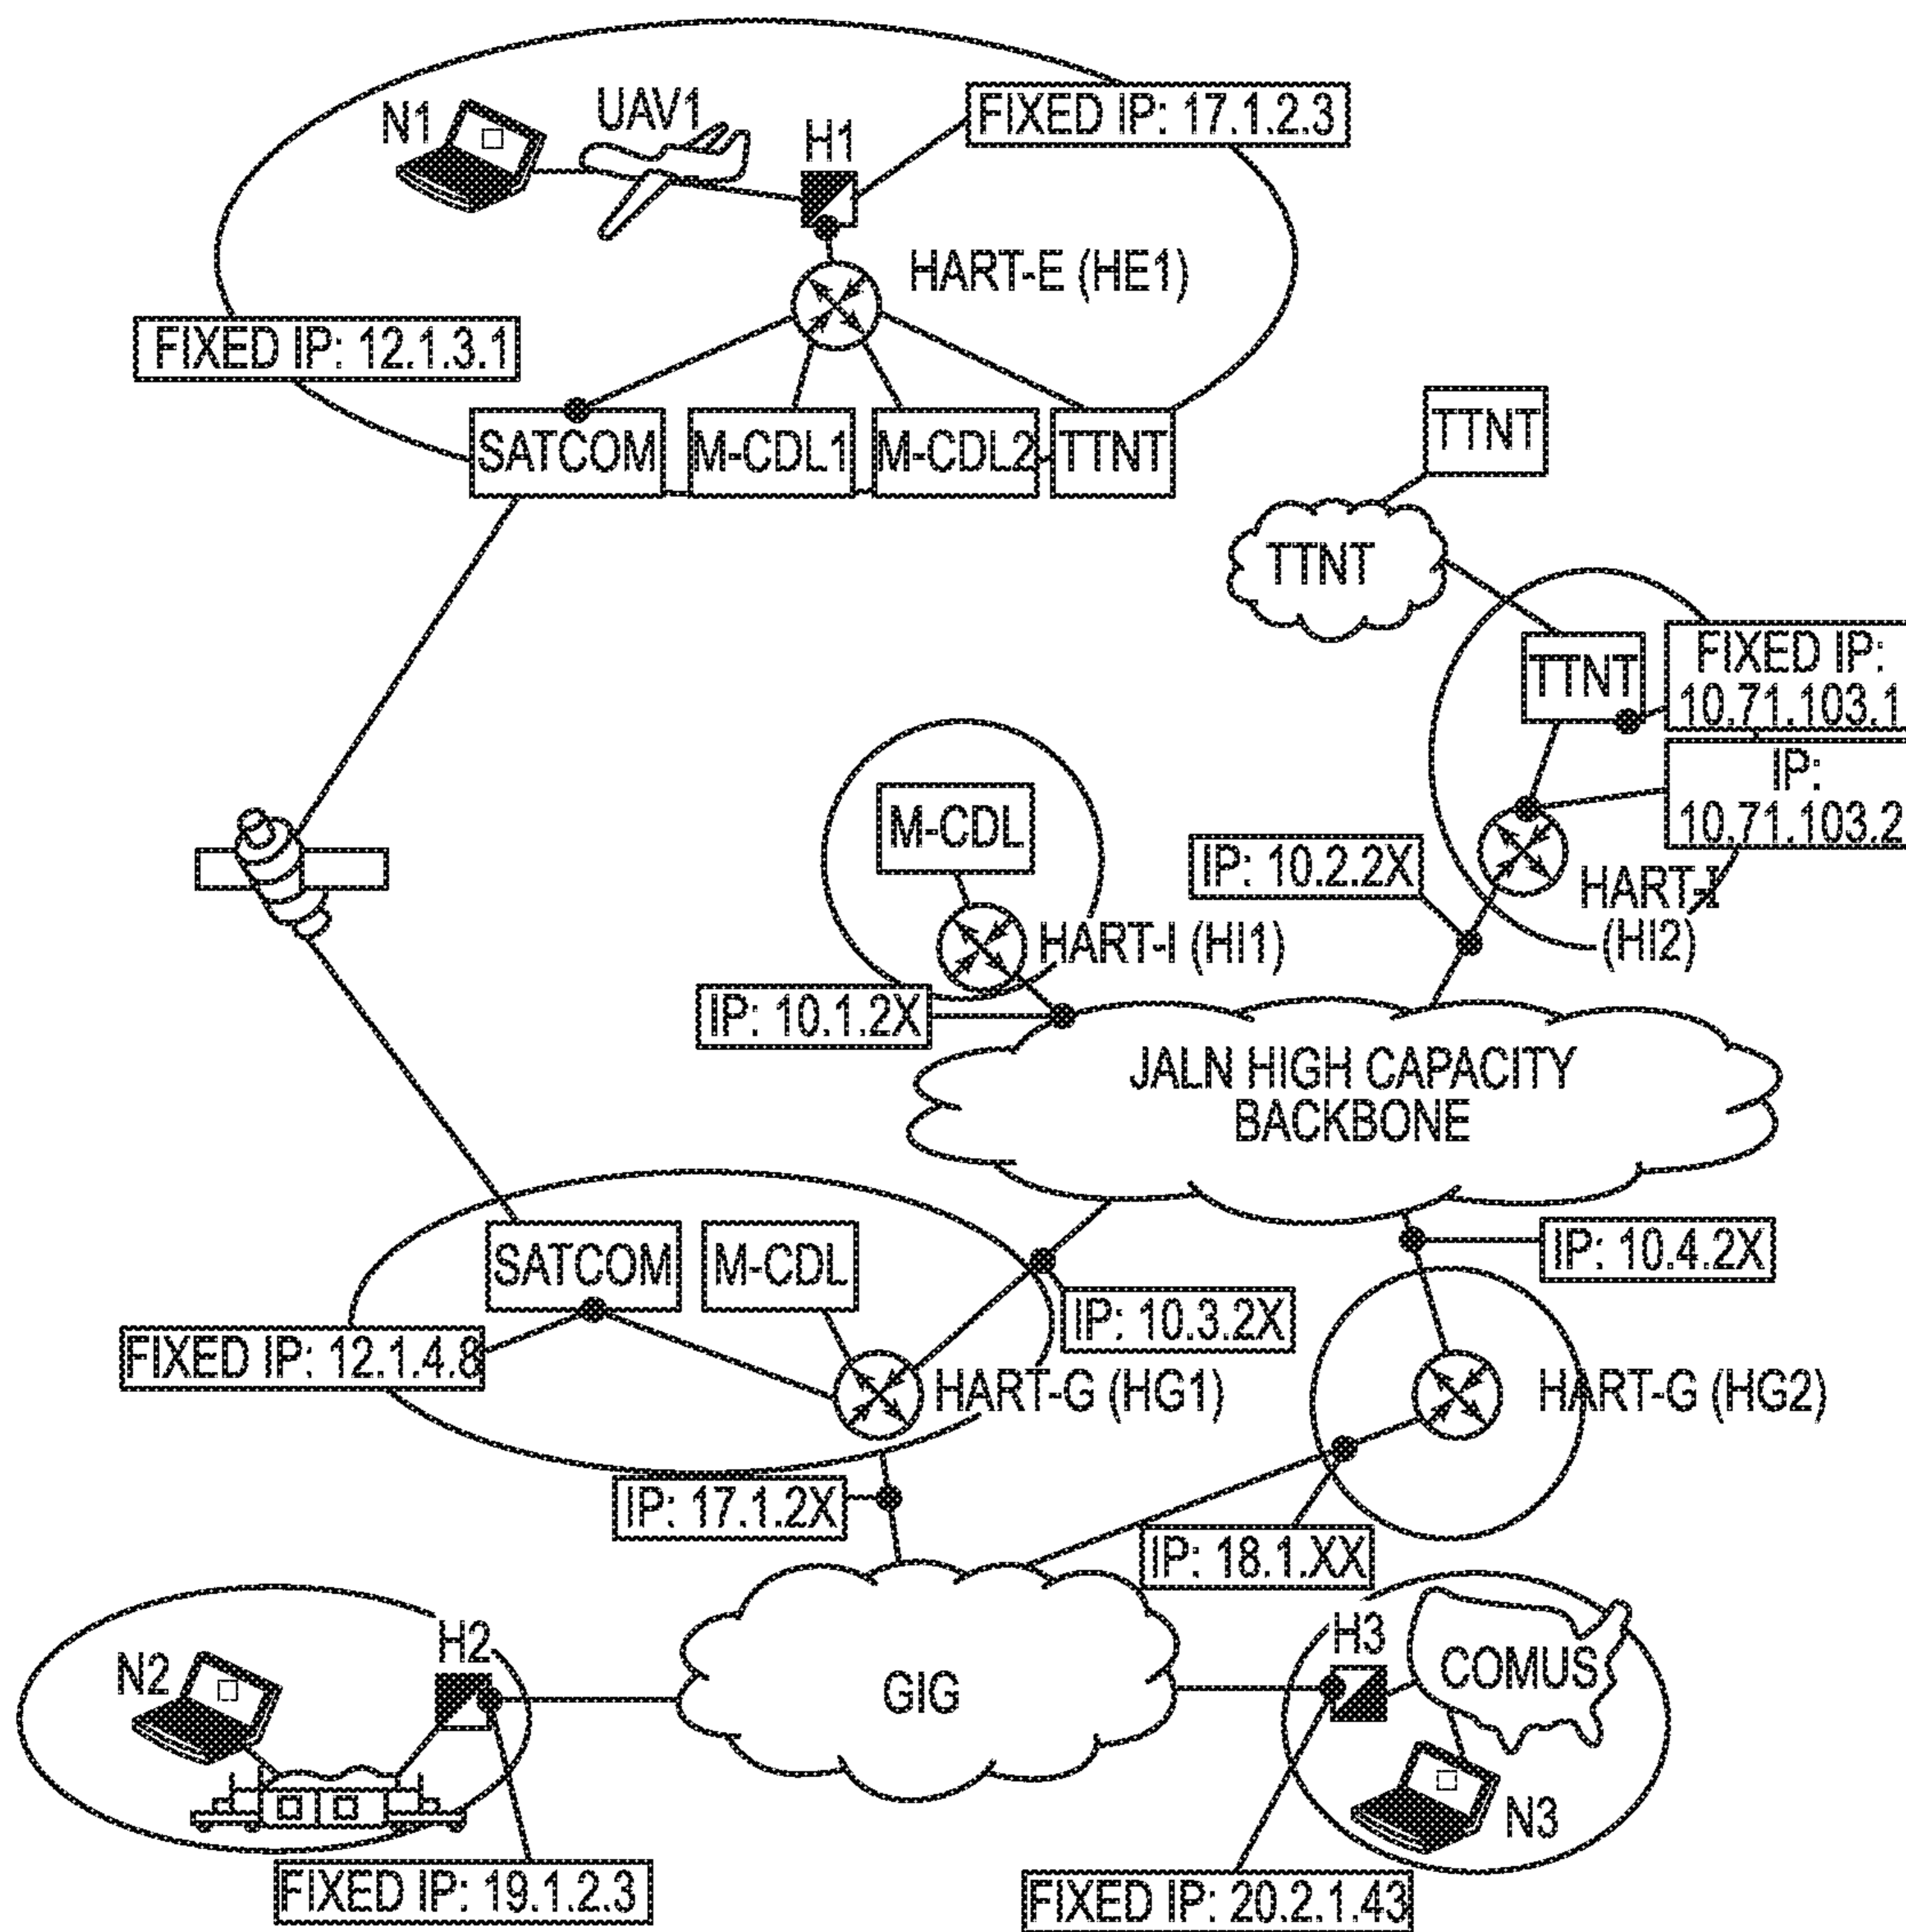 N1
UAV1
H1
FIXED IP: 17.1.2.3
HART-E (HE1)
FIXED IP: 12.1.3.1
SATCOM
M-CDL1
M-CDL2
TTNT
TTNT
TTNT
TTNT
FIXED IP:
10.71.103.1
IP:
10.71.103.2
M-CDL
IP: 10.2.2X
HART-I
(HI2)
HART-I (HI1)
IP: 10.1.2X
JALN HIGH CAPACITY
BACKBONE
SATCOM
M-CDL
IP: 10.4.2X
IP: 10.3.2X
FIXED IP: 12.1.4.8
HART-G (HG1)
HART-G (HG2)
IP: 17.1.2X
IP: 18.1.XX
N2
H2
GIG
H3
COMUS
N3
FIXED IP: 19.1.2.3
FIXED IP: 20.2.1.43